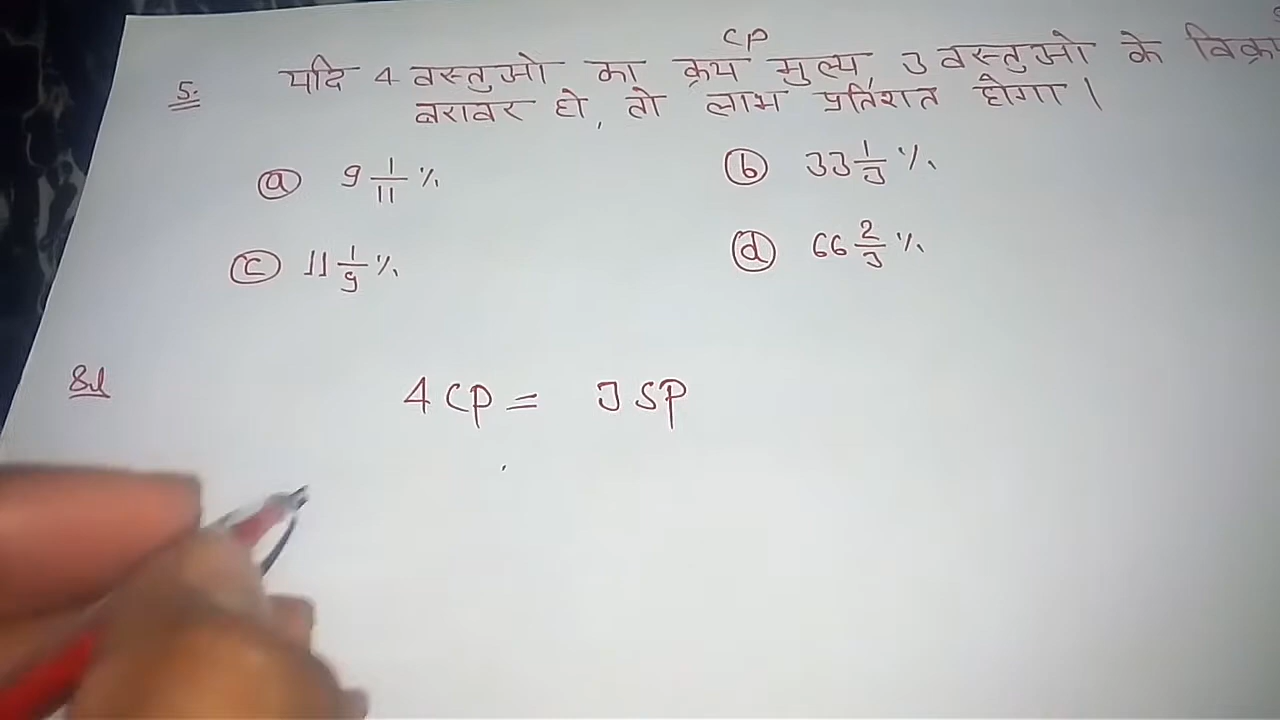 CP
5. यदि 4 वस्तुओ का क्रय मुल्य, 3 वस्तुओ के
बराबर हो, तो लाभ प्रतिशत होगा।
(a) 9 1/11 % (b) 33 1/3 %
(c) 11 1/9 % (d) 66 2/3 %
Sol 4 CP = 3 SP